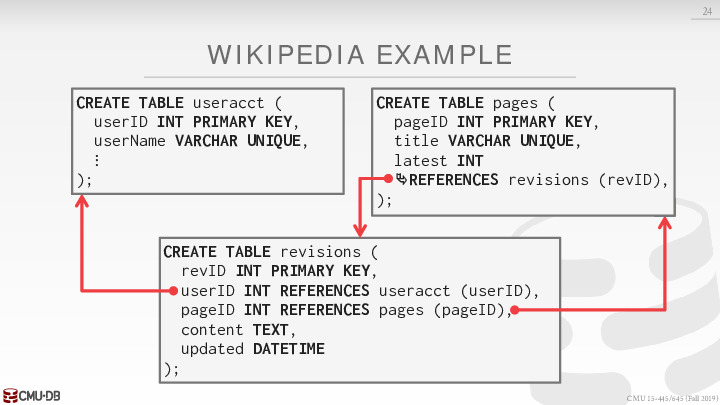 24
WIKIPEDIA EXAMPLE
CREATE TABLE useracct (
userID INT PRIMARY KEY,
userName VARCHAR UNIQUE,
⋮
);
CREATE TABLE pages (
pageID INT PRIMARY KEY,
title VARCHAR UNIQUE,
latest INT
⤷REFERENCES revisions (revID),
);
CREATE TABLE revisions (
revID INT PRIMARY KEY,
userID INT REFERENCES useracct (userID),
pageID INT REFERENCES pages (pageID),
content TEXT,
updated DATETIME
);
CMU·DB
CMU 15-445/645 (Fall 2019)